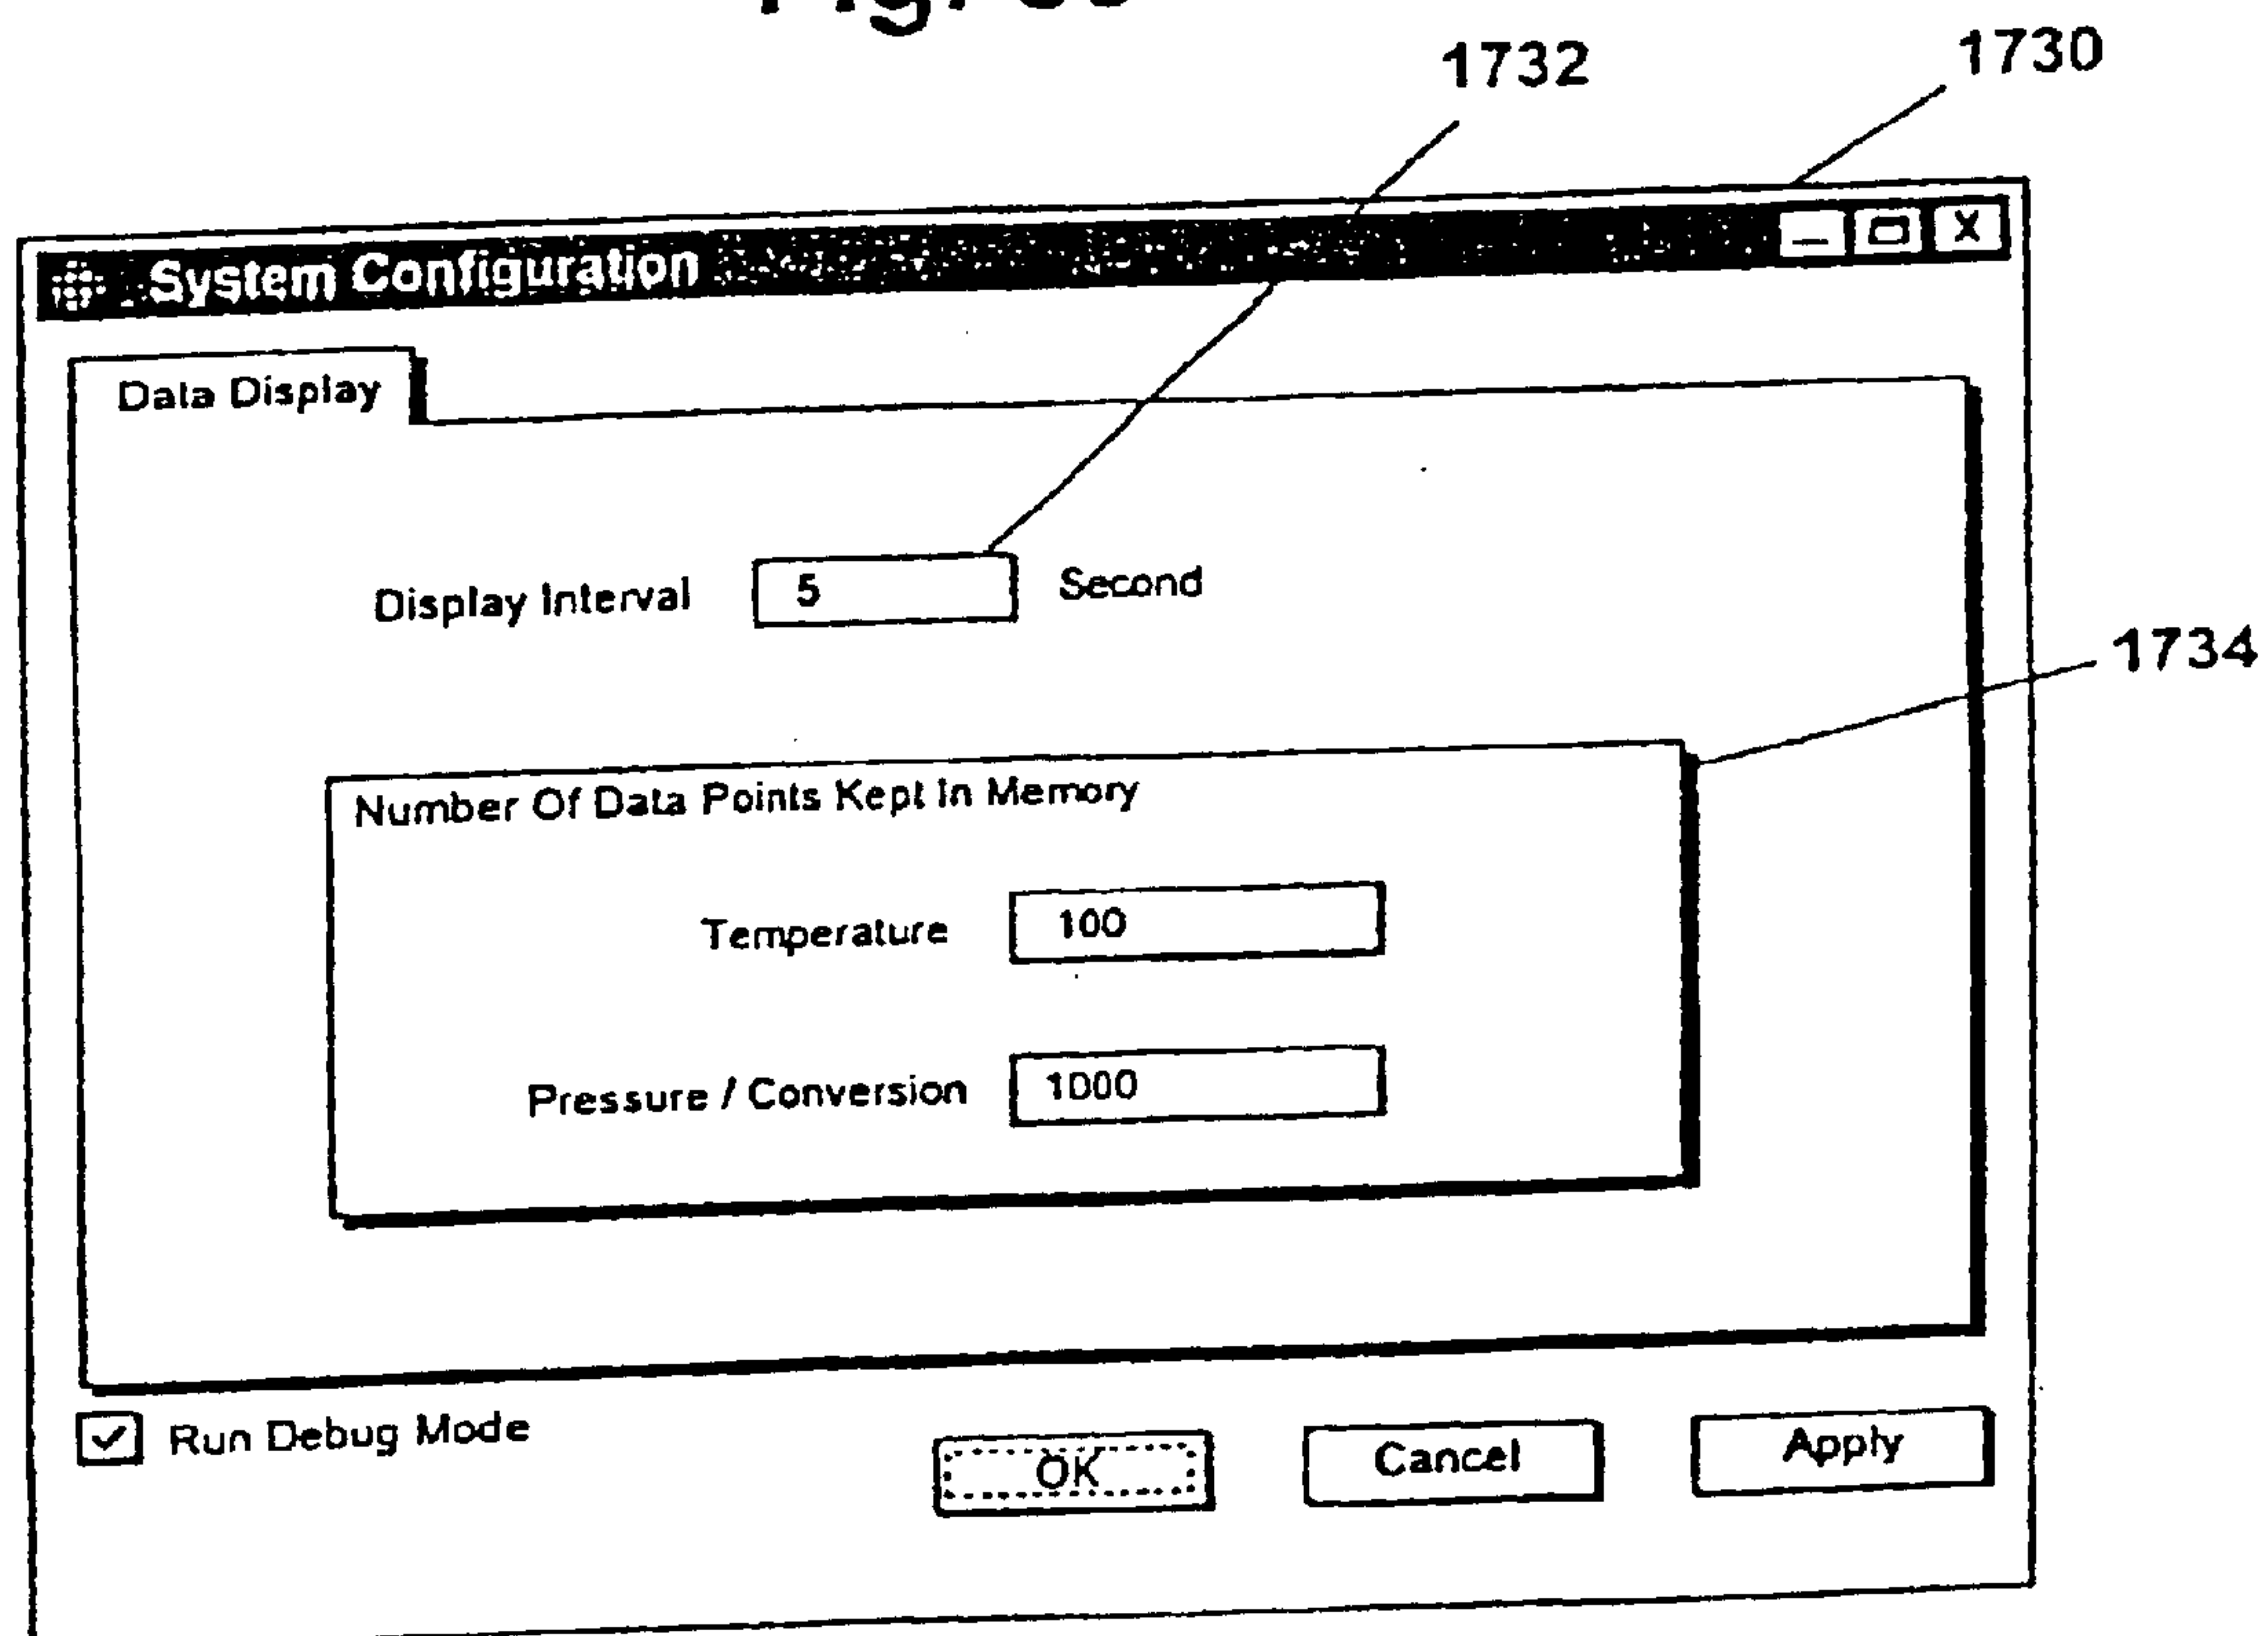 1732
1730
System Configuration
Data Display
Display Interval 5 Second
1734
Number Of Data Points Kept In Memory
Temperature 100
Pressure / Conversion 1000
Run Debug Mode
OK Cancel Apply